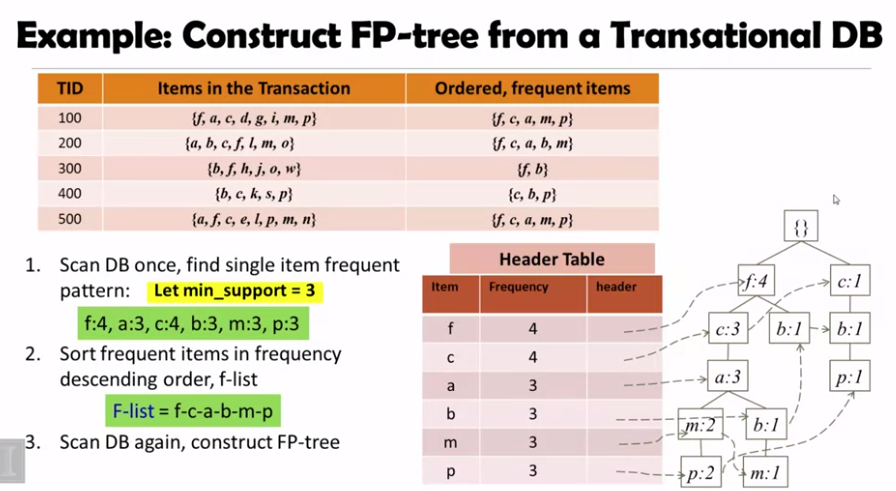 Example: Construct FP-tree from a Transational DB
TID Items in the Transaction Ordered, frequent items
100 {f, a, c, d, g, i, m, p} {f, c, a, m, p}
200 {a, b, c, f, l, m, o} {f, c, a, b, m}
300 {b, f, h, j, o, w} {f, b}
400 {b, c, k, s, p} {c, b, p}
500 {a, f, c, e, l, p, m, n} {f, c, a, m, p}
1. Scan DB once, find single item frequent
pattern: Let min_support = 3
f:4, a:3, c:4, b:3, m:3, p:3
2. Sort frequent items in frequency
descending order, f-list
F-list = f-c-a-b-m-p
3. Scan DB again, construct FP-tree
Header Table
Item Frequency header
f 4
c 4
a 3
b 3
m 3
p 3
{}
f:4 c:1
c:3 b:1 b:1
a:3 p:1
m:2 b:1
p:2 m:1